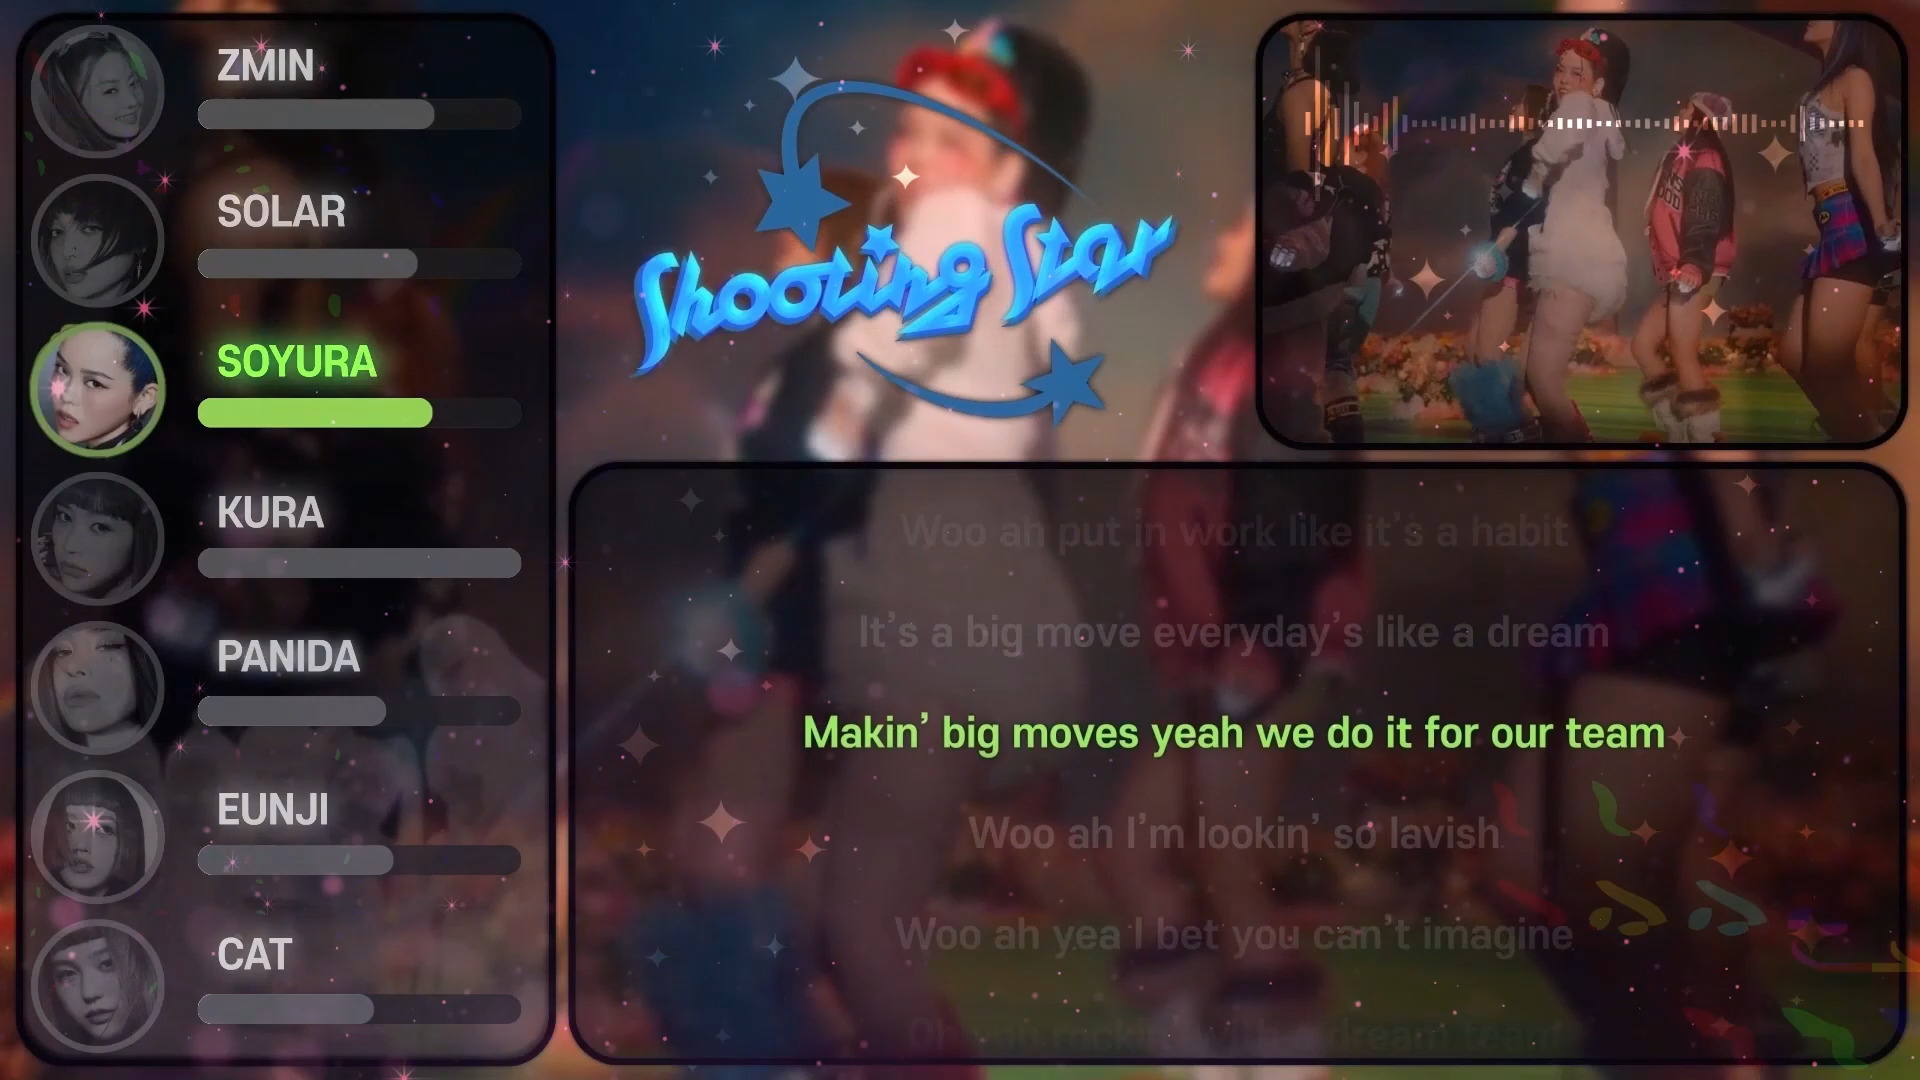 ZMIN
SOLAR
SOYURA
KURA
PANIDA
EUNJI
CAT
Shooting Star
Woo ah put in work like it's a habit
It's a big move everyday's like a dream
Makin' big moves yeah we do it for our team
Woo ah I'm lookin' so lavish
Woo ah yea I bet you can't imagine
dream team